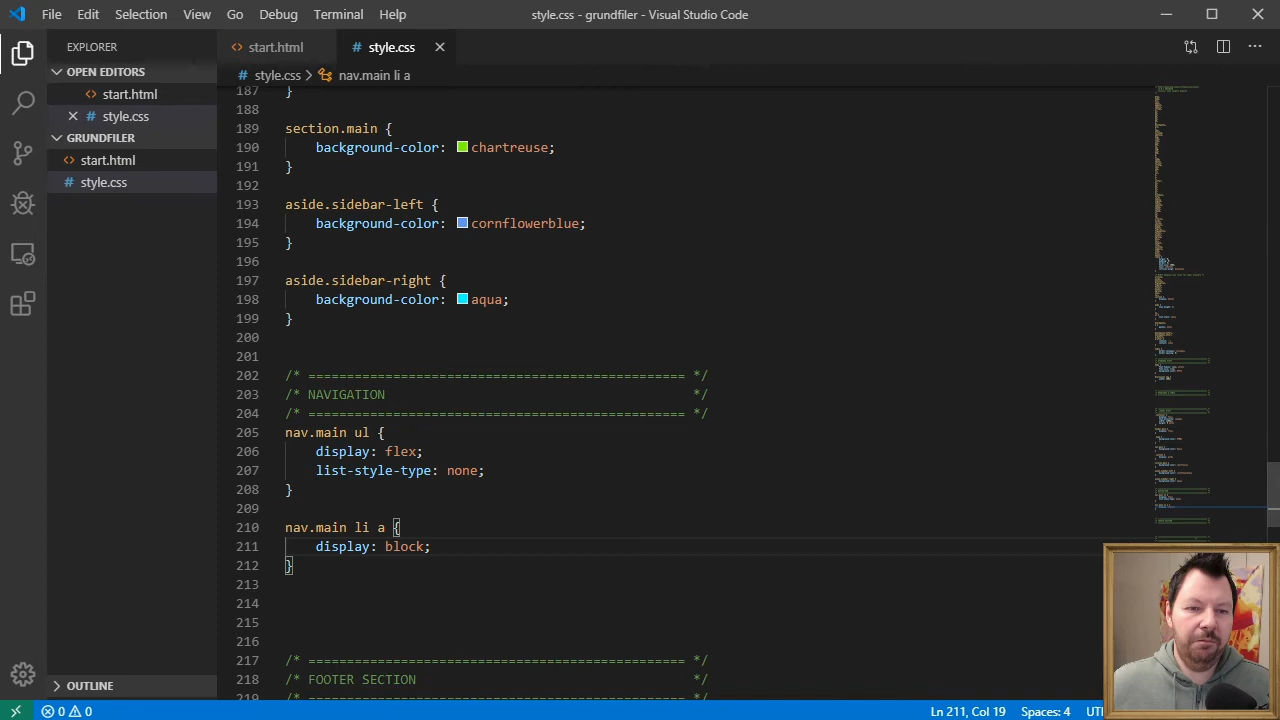 File Edit Selection View Go Debug Terminal Help
style.css - grundfiler - Visual Studio Code
EXPLORER
OPEN EDITORS
<> start.html
# style.css
GRUNDFILER
<> start.html
# style.css
OUTLINE
<> start.html
# style.css
# style.css > nav.main li a
187 }
188
189 section.main {
190 background-color: chartreuse;
191 }
192
193 aside.sidebar-left {
194 background-color: cornflowerblue;
195 }
196
197 aside.sidebar-right {
198 background-color: aqua;
199 }
200
201
202 /* ================================================= */
203 /* NAVIGATION */
204 /* ================================================= */
205 nav.main ul {
206 display: flex;
207 list-style-type: none;
208 }
209
210 nav.main li a {
211 display: block;
212 }
213
214
215
216
217 /* ================================================= */
218 /* FOOTER SECTION */
219 /* ================================================= */
0 0
Ln 211, Col 19
Spaces: 4
UTF